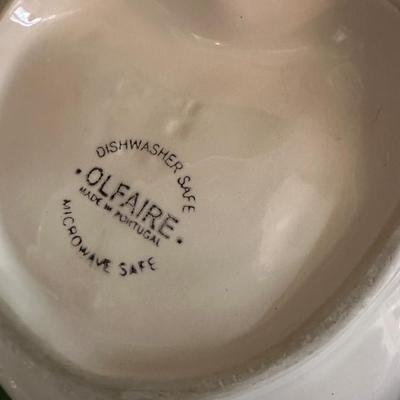 DISHWASHER SAFE
.OLFAIRE.
MADE IN PORTUGAL
MICROWAVE SAFE